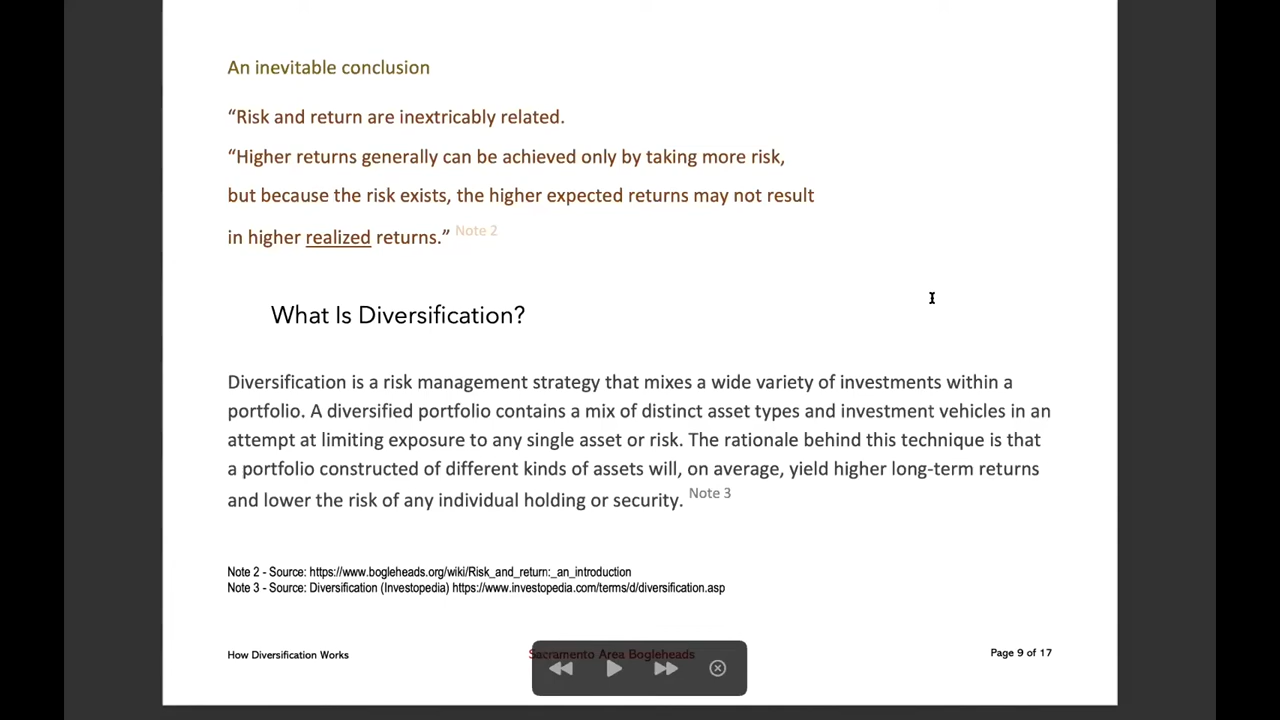 An inevitable conclusion
“Risk and return are inextricably related.
“Higher returns generally can be achieved only by taking more risk,
but because the risk exists, the higher expected returns may not result
in higher realized returns.” Note 2
What Is Diversification?
Diversification is a risk management strategy that mixes a wide variety of investments within a
portfolio. A diversified portfolio contains a mix of distinct asset types and investment vehicles in an
attempt at limiting exposure to any single asset or risk. The rationale behind this technique is that
a portfolio constructed of different kinds of assets will, on average, yield higher long-term returns
and lower the risk of any individual holding or security. Note 3
Note 2 - Source: https://www.bogleheads.org/wiki/Risk_and_return:_an_introduction
Note 3 - Source: Diversification (Investopedia) https://www.investopedia.com/terms/d/diversification.asp
How Diversification Works Sacramento Area Bogleheads Page 9 of 17